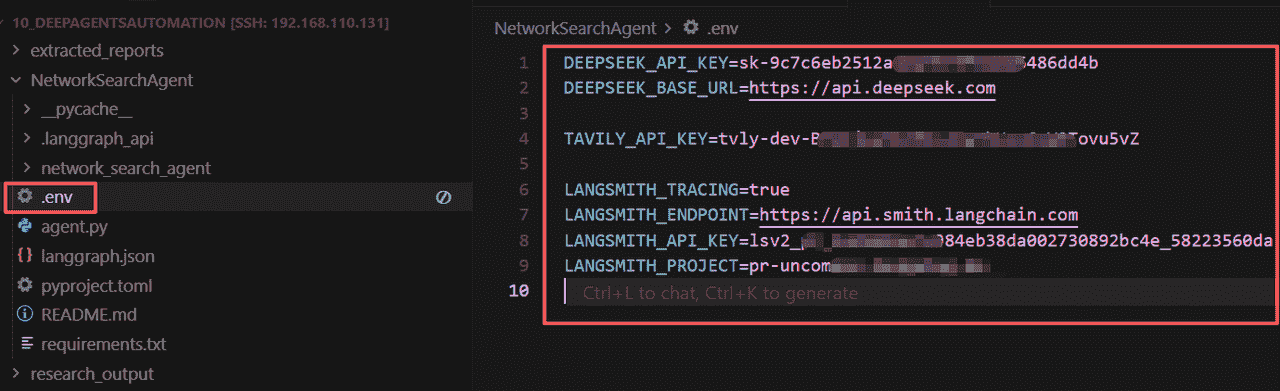 10_DEEPAGENTSAUTOMATION [SSH: 192.168.110.131]
extracted_reports
NetworkSearchAgent
__pycache__
.langgraph_api
network_search_agent
.env
agent.py
langgraph.json
pyproject.toml
README.md
requirements.txt
research_output
NetworkSearchAgent > .env
1 DEEPSEEK_API_KEY=sk-9c7c6eb2512a 486dd4b
2 DEEPSEEK_BASE_URL=https://api.deepseek.com
3
4 TAVILY_API_KEY=tvly-dev- Tovu5vZ
5
6 LANGSMITH_TRACING=true
7 LANGSMITH_ENDPOINT=https://api.smith.langchain.com
8 LANGSMITH_API_KEY=lsv2_ 84eb38da002730892bc4e_58223560da
9 LANGSMITH_PROJECT=pr-uncom
10 Ctrl+L to chat, Ctrl+K to generate